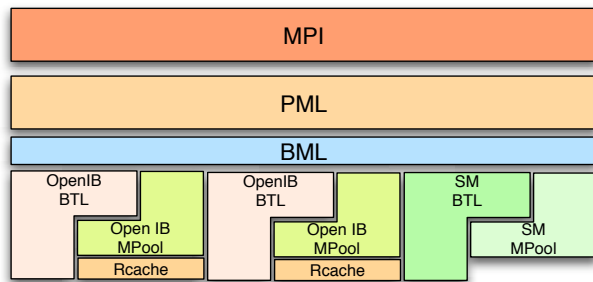 MPI
PML
BML
OpenIB
BTL
Open IB
MPool
Rcache
OpenIB
BTL
Open IB
MPool
Rcache
SM
BTL
SM
MPool